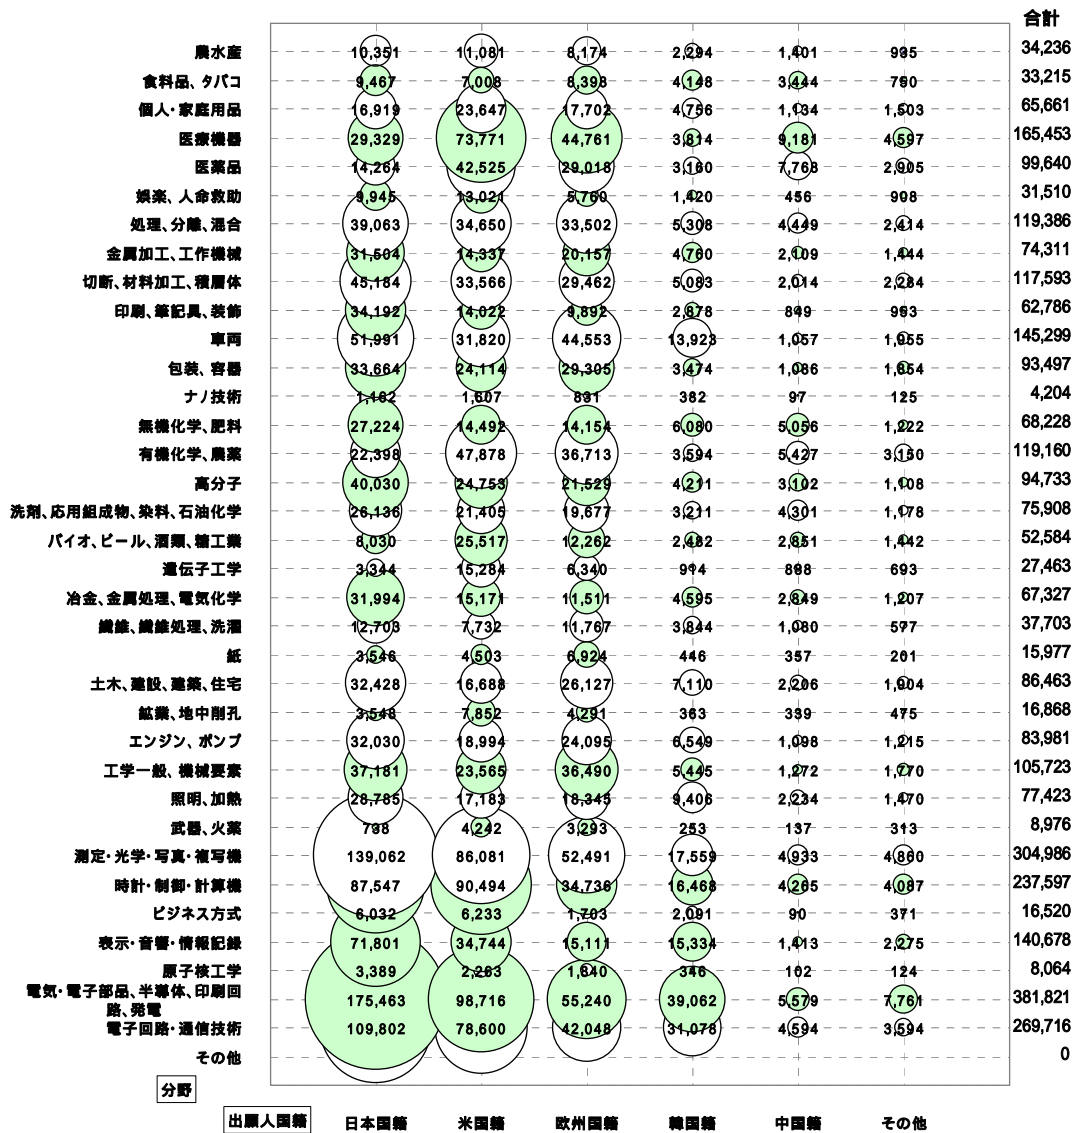 合計
農水産 10,351 11,081 8,174 2,294 1,401 935 34,236
食料品、タバコ 9,467 7,008 8,398 4,148 3,444 750 33,215
個人・家庭用品 16,919 23,647 17,702 4,756 1,134 1,503 65,661
医療機器 29,329 73,771 44,761 3,814 9,181 4,597 165,453
医薬品 14,264 42,525 29,018 3,160 7,768 2,905 99,640
娯楽、人命救助 9,945 13,021 5,760 1,420 456 908 31,510
処理、分離、混合 39,063 34,650 33,502 5,308 4,449 2,414 119,386
金属加工、工作機械 31,504 14,337 20,157 4,760 2,109 1,444 74,311
切断、材料加工、積層体 45,184 33,566 29,462 5,083 2,014 2,284 117,593
印刷、筆記具、装飾 34,192 14,022 9,892 2,878 849 953 62,786
車両 51,991 31,820 44,553 13,923 1,057 1,955 145,299
包装、容器 33,664 24,114 29,305 3,474 1,086 1,854 93,497
ナノ技術 1,162 1,607 831 382 97 125 4,204
無機化学、肥料 27,224 14,492 14,154 6,080 5,056 1,222 68,228
有機化学、農薬 22,398 47,878 36,713 3,594 5,427 3,150 119,160
高分子 40,030 24,753 21,529 4,211 3,102 1,108 94,733
洗剤、応用組成物、染料、石油化学 26,136 21,405 19,677 3,211 4,301 1,178 75,908
バイオ、ビール、酒類、糖工業 8,030 25,517 12,262 2,482 2,851 1,442 52,584
遺伝子工学 3,344 15,284 6,340 914 888 693 27,463
冶金、金属処理、電気化学 31,994 15,171 11,511 4,595 2,849 1,207 67,327
繊維、繊維処理、洗濯 12,703 7,732 11,767 3,844 1,080 577 37,703
紙 3,546 4,503 6,924 446 357 201 15,977
土木、建設、建築、住宅 32,428 16,688 26,127 7,110 2,206 1,904 86,463
鉱業、地中削孔 3,548 7,852 4,291 363 339 475 16,868
エンジン、ポンプ 32,030 18,994 24,095 6,549 1,098 1,215 83,981
工学一般、機械要素 37,181 23,565 36,490 5,445 1,272 1,770 105,723
照明、加熱 28,785 17,183 18,345 9,406 2,234 1,470 77,423
武器、火薬 738 4,242 3,293 253 137 313 8,976
測定・光学・写真・複写機 139,062 86,081 52,491 17,559 4,933 4,860 304,986
時計・制御・計算機 87,547 90,494 34,736 16,468 4,265 4,087 237,597
ビジネス方式 6,032 6,233 1,703 2,091 90 371 16,520
表示・音響・情報記録 71,801 34,744 15,111 15,334 1,413 2,275 140,678
原子核工学 3,389 2,263 1,840 346 102 124 8,064
電気・電子部品、半導体、印刷回
路、発電 175,463 98,716 55,240 39,062 5,579 7,761 381,821
電子回路・通信技術 109,802 78,600 42,048 31,078 4,594 3,594 269,716
その他 0
分野
出願人国籍 日本国籍 米国籍 欧州国籍 韓国籍 中国籍 その他